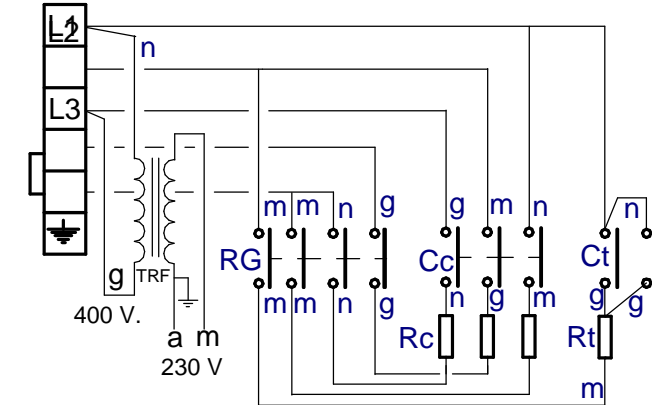 L1
L2
n
L3
m m n g g m n n
RG Cc Ct
g TRF m m n g n g m g g
400 V.
a m
230 V
Rc Rt
m